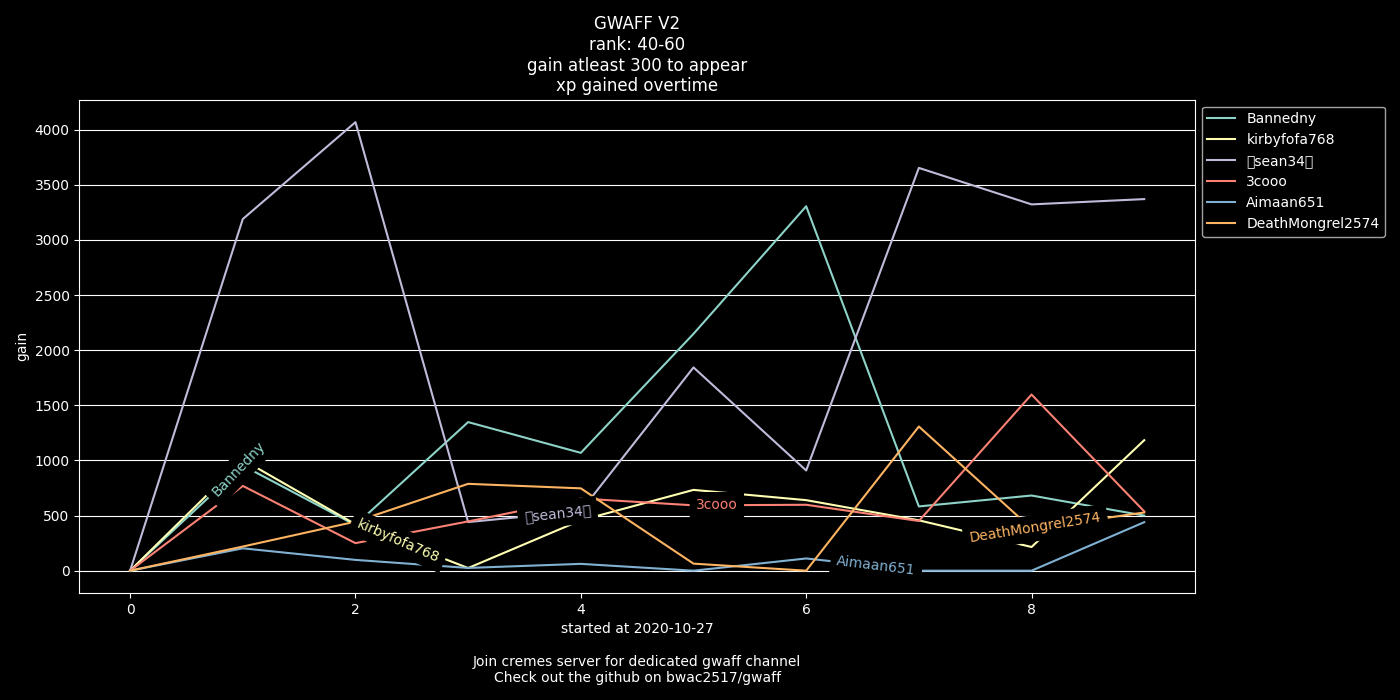 GWAFF V2
rank: 40-60
gain atleast 300 to appear
xp gained overtime
4000
3500
3000
2500
2000
1500
1000
500
0
gain
Bannedny
kirbyfofa768
sean34
3cooo
Aimaan651
DeathMongrel2574
Bannedny
kirbyfofa768
sean34
3cooo
Aimaan651
DeathMongrel2574
0
2
4
6
8
started at 2020-10-27
Join cremes server for dedicated gwaff channel
Check out the github on bwac2517/gwaff